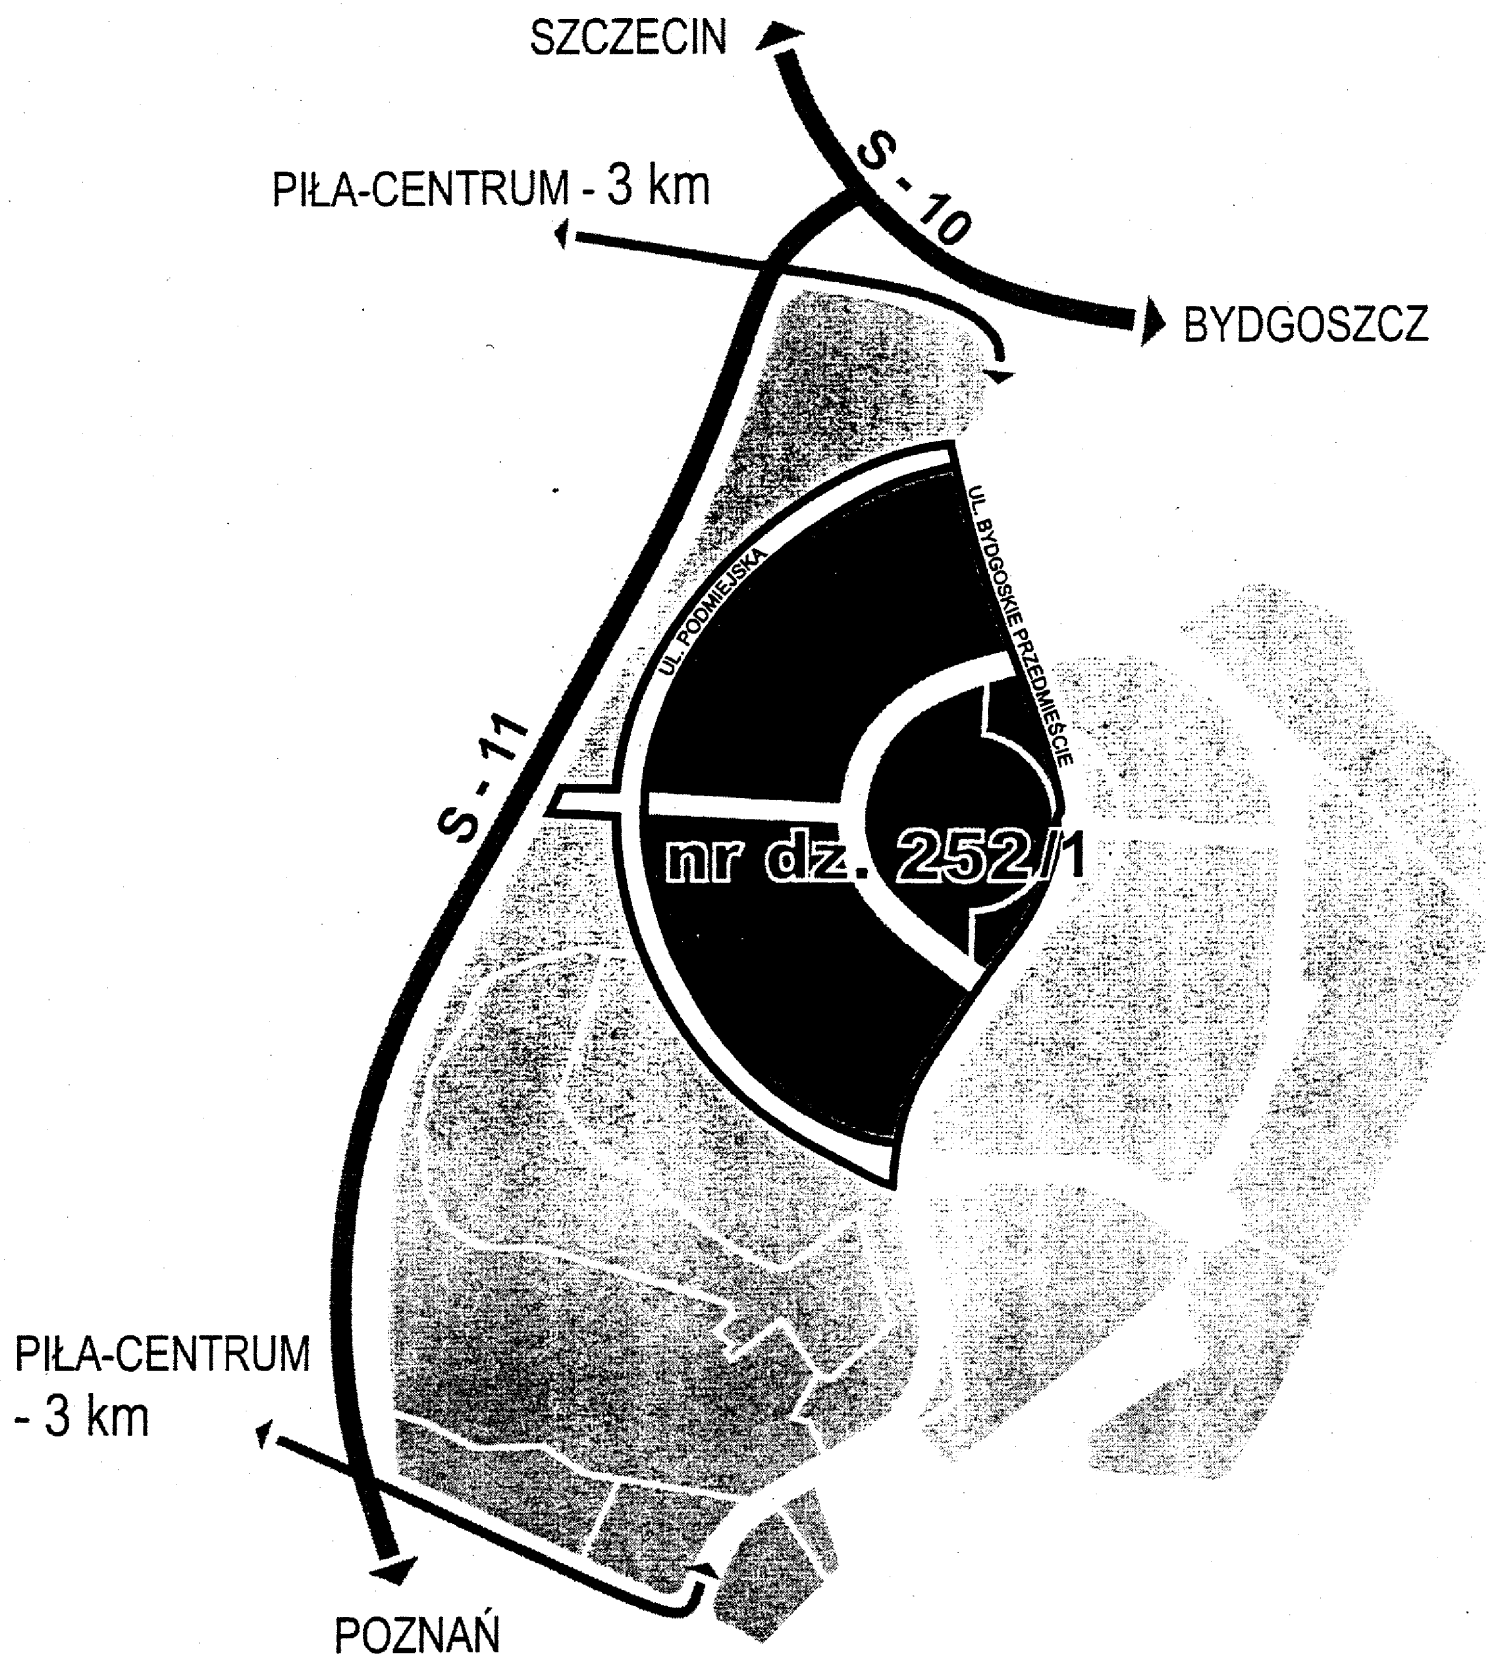 SZCZECIN
S - 10
PIŁA-CENTRUM - 3 km
BYDGOSZCZ
UL. BYDGOSKIE PRZEDMIEŚCIE
UL. PODMIEJSKA
S - 11
nr dz. 252/1
PIŁA-CENTRUM
- 3 km
POZNAŃ